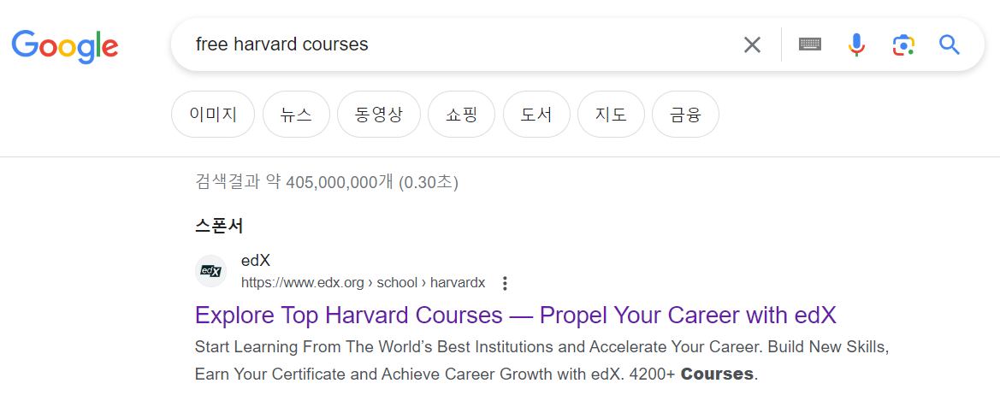 Google
free harvard courses
이미지 뉴스 동영상 쇼핑 도서 지도 금융
검색결과 약 405,000,000개 (0.30초)
스폰서
edX
edX
https://www.edx.org › school › harvardx
Explore Top Harvard Courses — Propel Your Career with edX
Start Learning From The World’s Best Institutions and Accelerate Your Career. Build New Skills,
Earn Your Certificate and Achieve Career Growth with edX. 4200+ Courses.